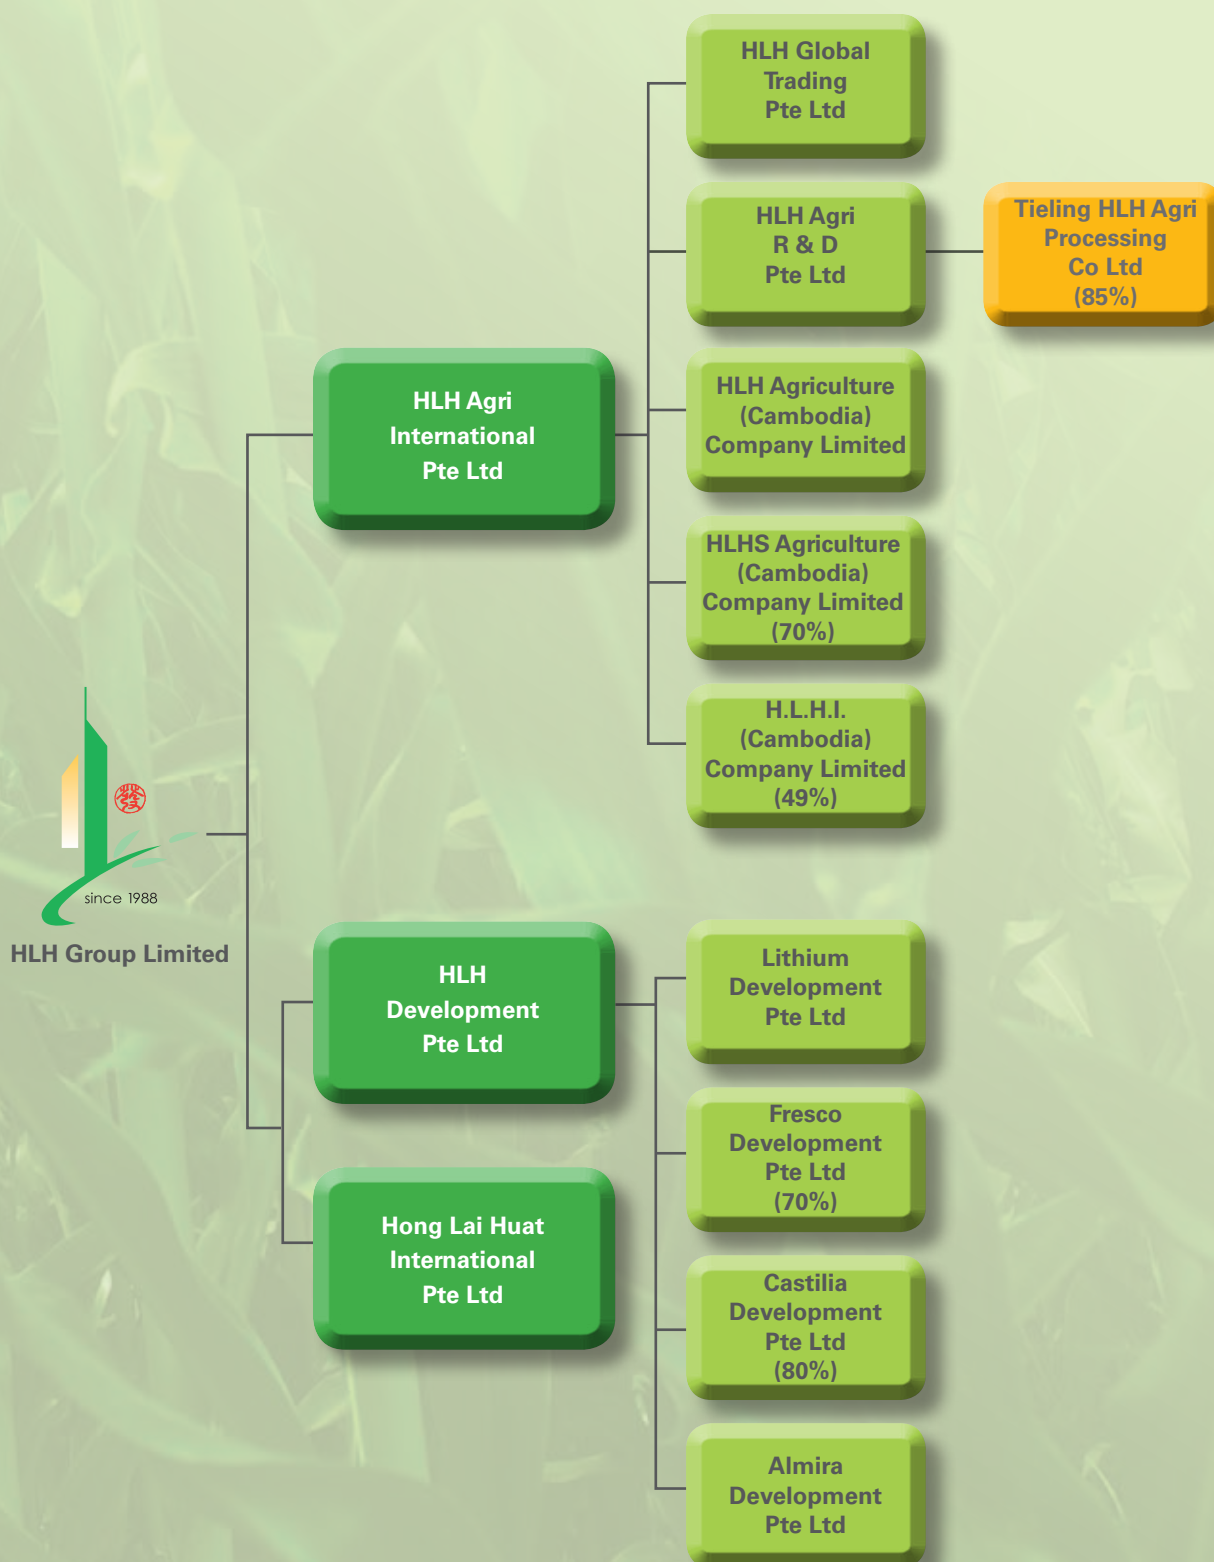 HLH Global
Trading
Pte Ltd
HLH Agri
R & D
Pte Ltd
Tieling HLH Agri
Processing
Co Ltd
(85%)
HLH Agri
International
Pte Ltd
HLH Agriculture
(Cambodia)
Company Limited
HLHS Agriculture
(Cambodia)
Company Limited
(70%)
H.L.H.I.
(Cambodia)
Company Limited
(49%)
since 1988
HLH Group Limited
HLH
Development
Pte Ltd
Lithium
Development
Pte Ltd
Fresco
Development
Pte Ltd
(70%)
Hong Lai Huat
International
Pte Ltd
Castilia
Development
Pte Ltd
(80%)
Almira
Development
Pte Ltd